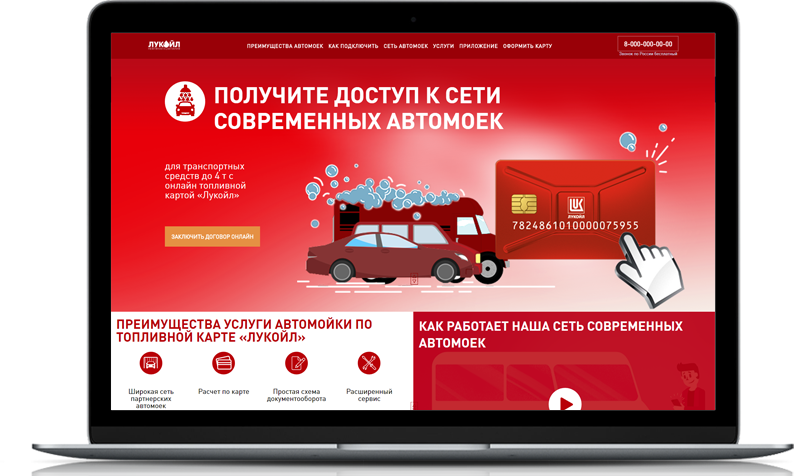 ЛУКОЙЛ
ПРЕИМУЩЕСТВА АВТОМОЕК КАК ПОДКЛЮЧИТЬ СЕТЬ АВТОМОЕК УСЛУГИ ПРИЛОЖЕНИЕ ОФОРМИТЬ КАРТУ
8-000-000-00-00
Звонок по России бесплатный
ПОЛУЧИТЕ ДОСТУП К СЕТИ
СОВРЕМЕННЫХ АВТОМОЕК
для транспортных
средств до 4 т с
онлайн топливной
картой «Лукойл»
ЗАКЛЮЧИТЬ ДОГОВОР ОНЛАЙН
LUK
ЛУКОЙЛ
7824861010000075955
ПРЕИМУЩЕСТВА УСЛУГИ АВТОМОЙКИ ПО
ТОПЛИВНОЙ КАРТЕ «ЛУКОЙЛ»
Широкая сеть
партнерских
автомоек
Расчет по карте
Простая схема
документооборота
Расширенный
сервис
КАК РАБОТАЕТ НАША СЕТЬ СОВРЕМЕННЫХ
АВТОМОЕК